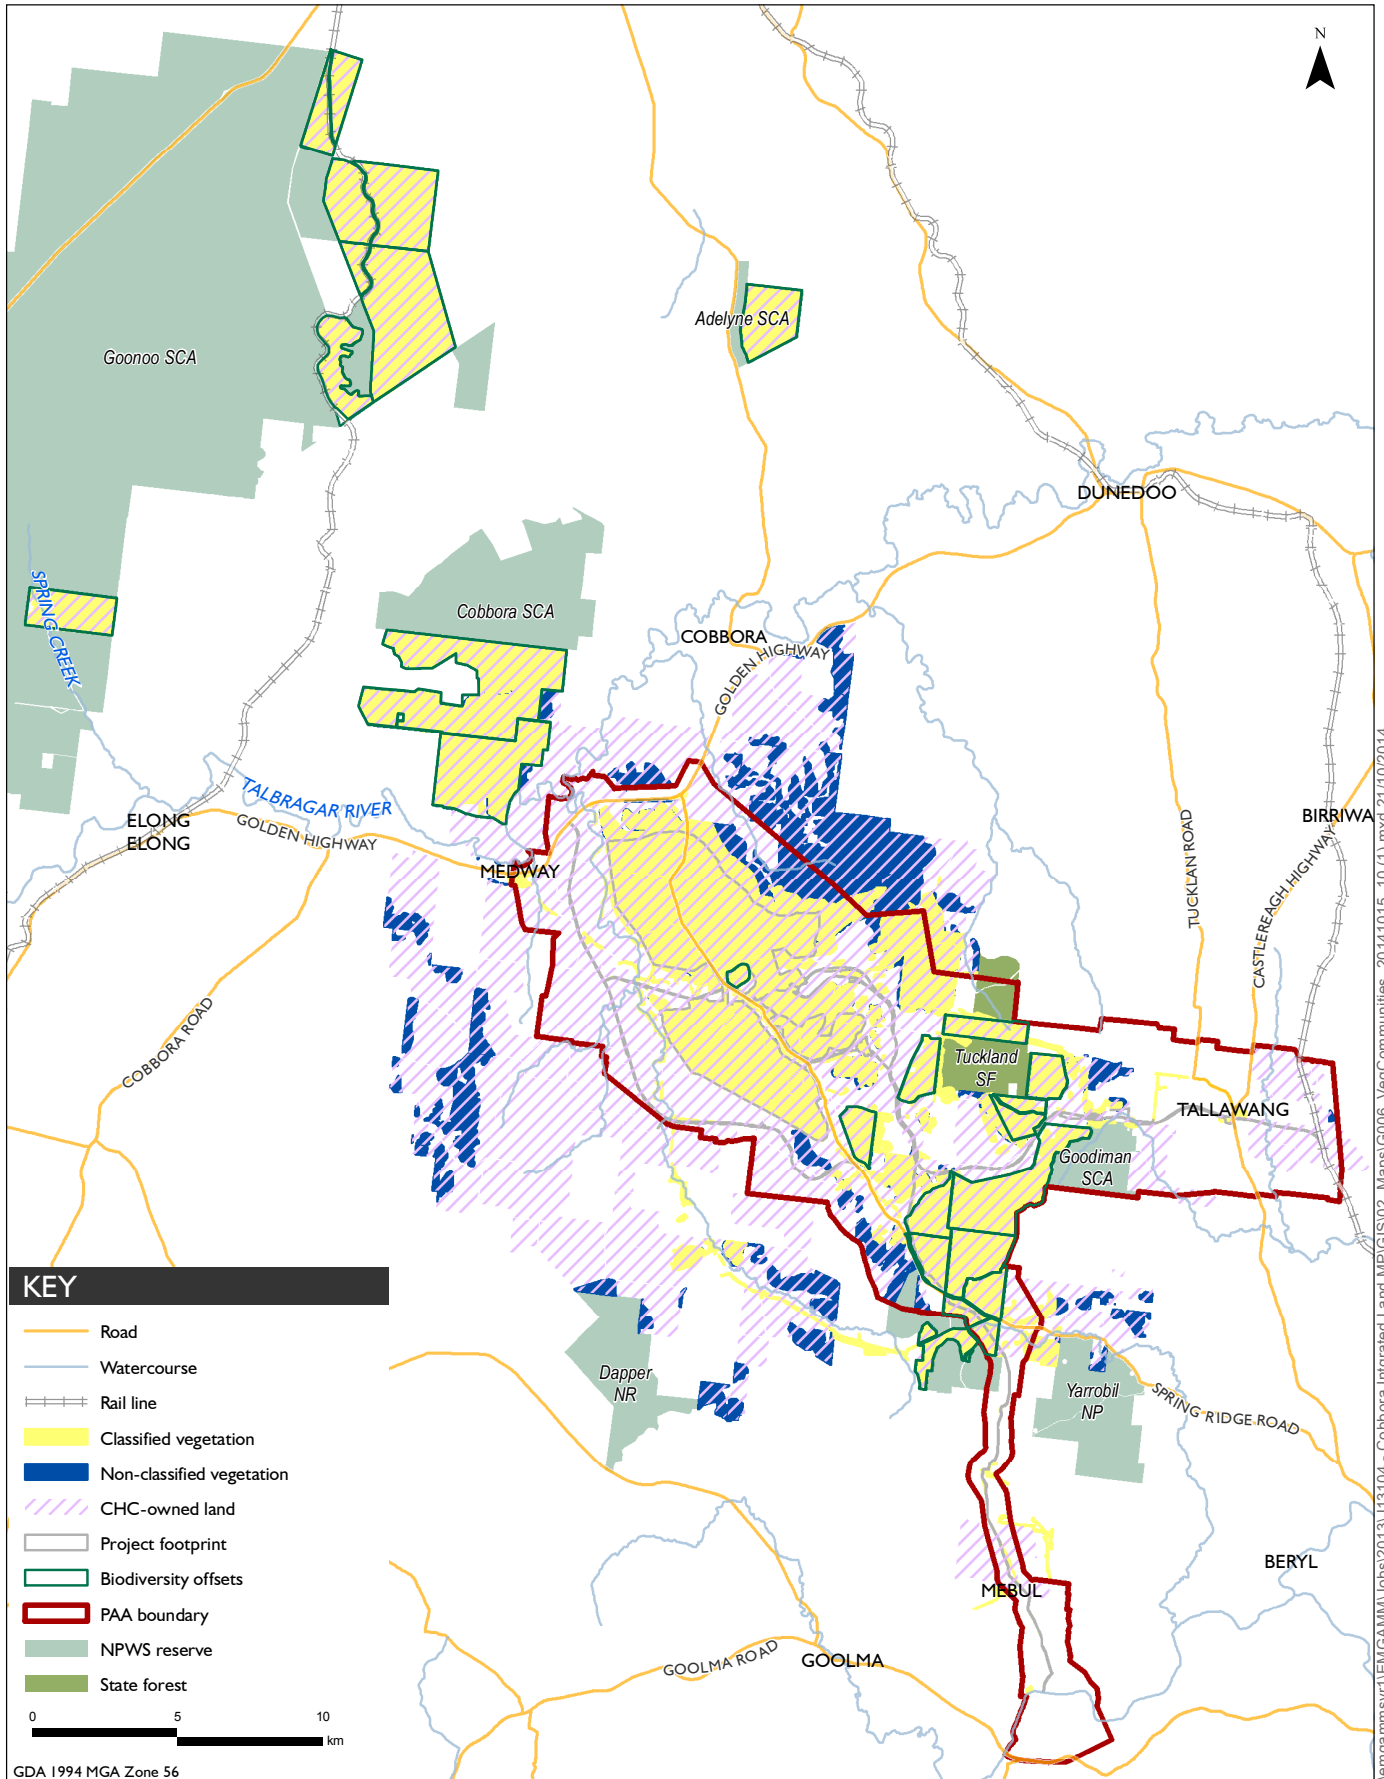 N
Goonoo SCA
Adelyne SCA
DUNEDOO
SPRING CREEK
Cobbora SCA
COBBORA
GOLDEN HIGHWAY
TALBRAGAR RIVER
ELONG
ELONG
GOLDEN HIGHWAY
MEDWAY
BIRRIWA
TUCKLAN ROAD
CASTLEREAGH HIGHWAY
COBBORA ROAD
Tuckland
SF
TALLAWANG
Goodiman
SCA
Dapper
NR
Yarrobil
NP
SPRING RIDGE ROAD
BERYL
MEBUL
GOOLMA ROAD
GOOLMA
KEY
Road
Watercourse
Rail line
Classified vegetation
Non-classified vegetation
CHC-owned land
Project footprint
Biodiversity offsets
PAA boundary
NPWS reserve
State forest
0 5 10
km
GDA 1994 MGA Zone 56